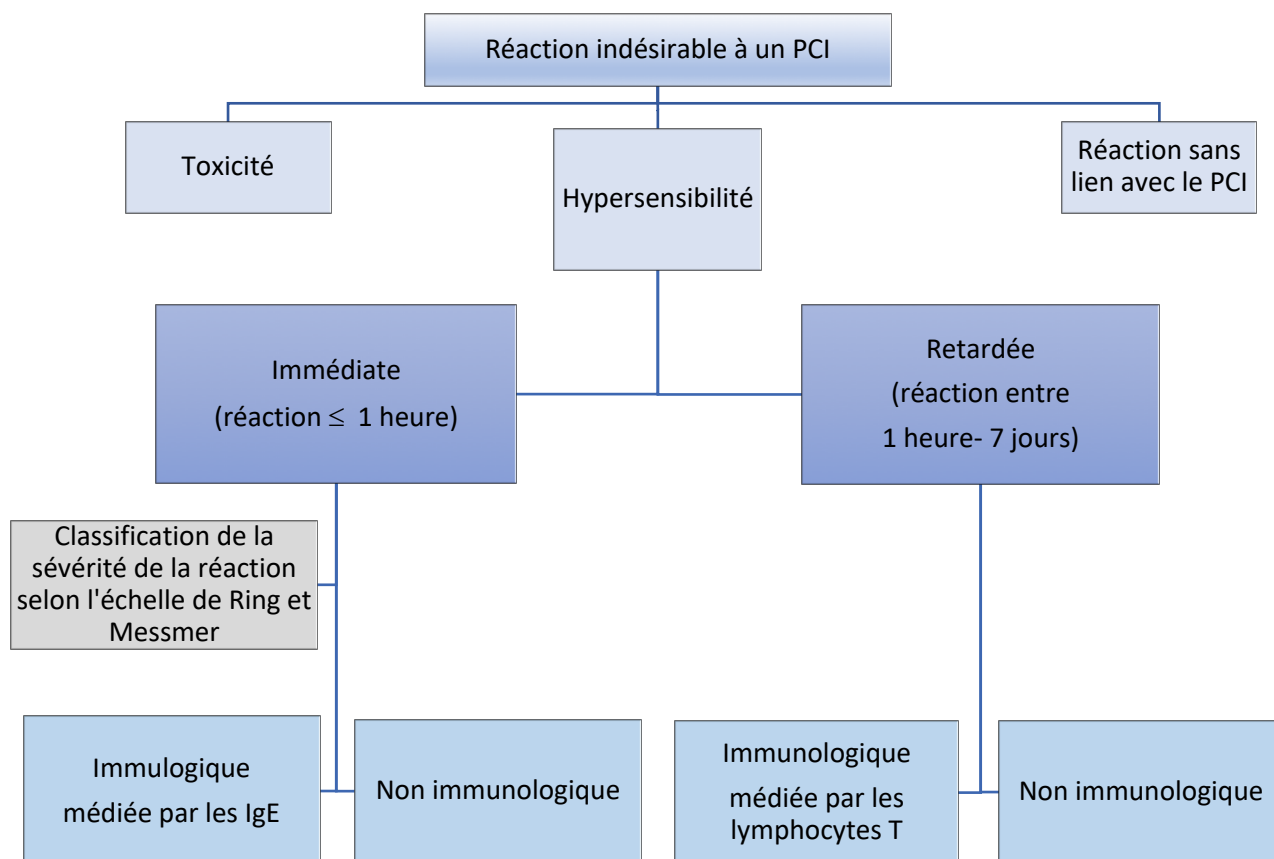 Réaction indésirable à un PCI
Toxicité
Hypersensibilité
Réaction sans
lien avec le PCI
Immédiate
(réaction ≤ 1 heure)
Retardée
(réaction entre
1 heure- 7 jours)
Classification de la
sévérité de la réaction
selon l'échelle de Ring et
Messmer
Immulogique
médiée par les IgE
Non immunologique
Immunologique
médiée par les
lymphocytes T
Non immunologique